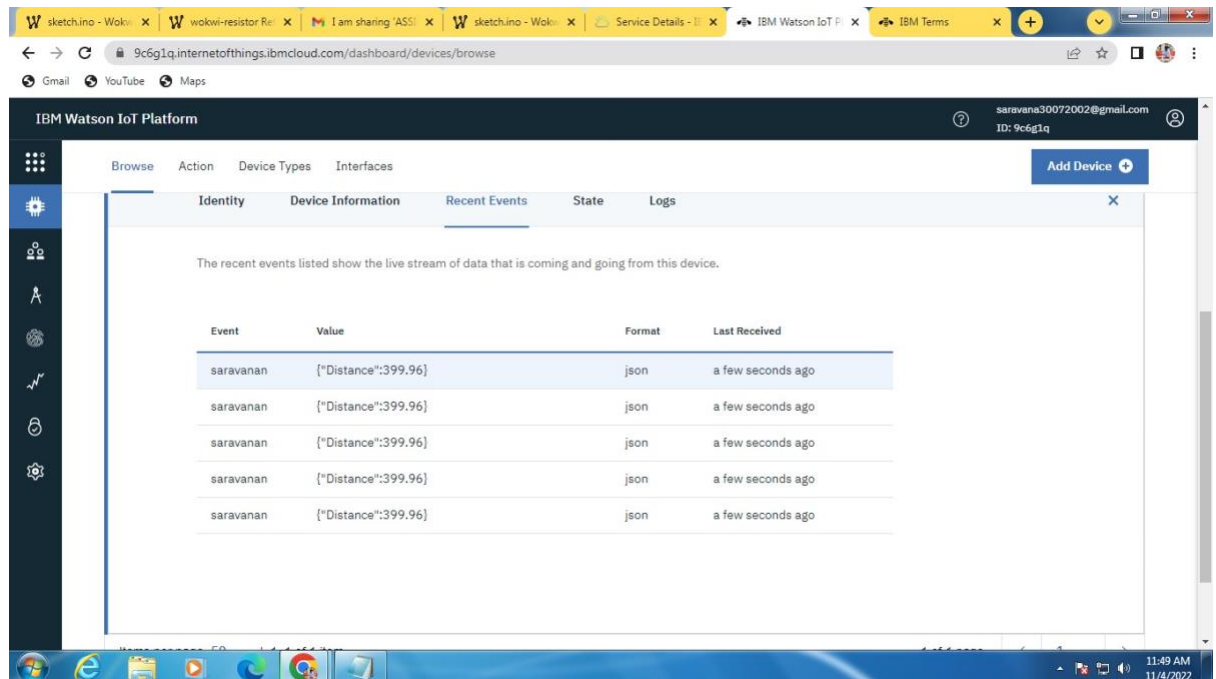 sketch.ino - Wokw
wokwi-resistor Re
I am sharing 'ASSI
sketch.ino - Wokw
Service Details - I
IBM Watson IoT P
IBM Terms
9c6g1q.internetofthings.ibmcloud.com/dashboard/devices/browse
Gmail YouTube Maps
IBM Watson IoT Platform
saravana30072002@gmail.com
ID: 9c6g1q
Browse Action Device Types Interfaces
Add Device
Identity Device Information Recent Events State Logs
The recent events listed show the live stream of data that is coming and going from this device.
Event Value Format Last Received
saravanan {"Distance":399.96} json a few seconds ago
saravanan {"Distance":399.96} json a few seconds ago
saravanan {"Distance":399.96} json a few seconds ago
saravanan {"Distance":399.96} json a few seconds ago
saravanan {"Distance":399.96} json a few seconds ago
11:49 AM
11/4/2022